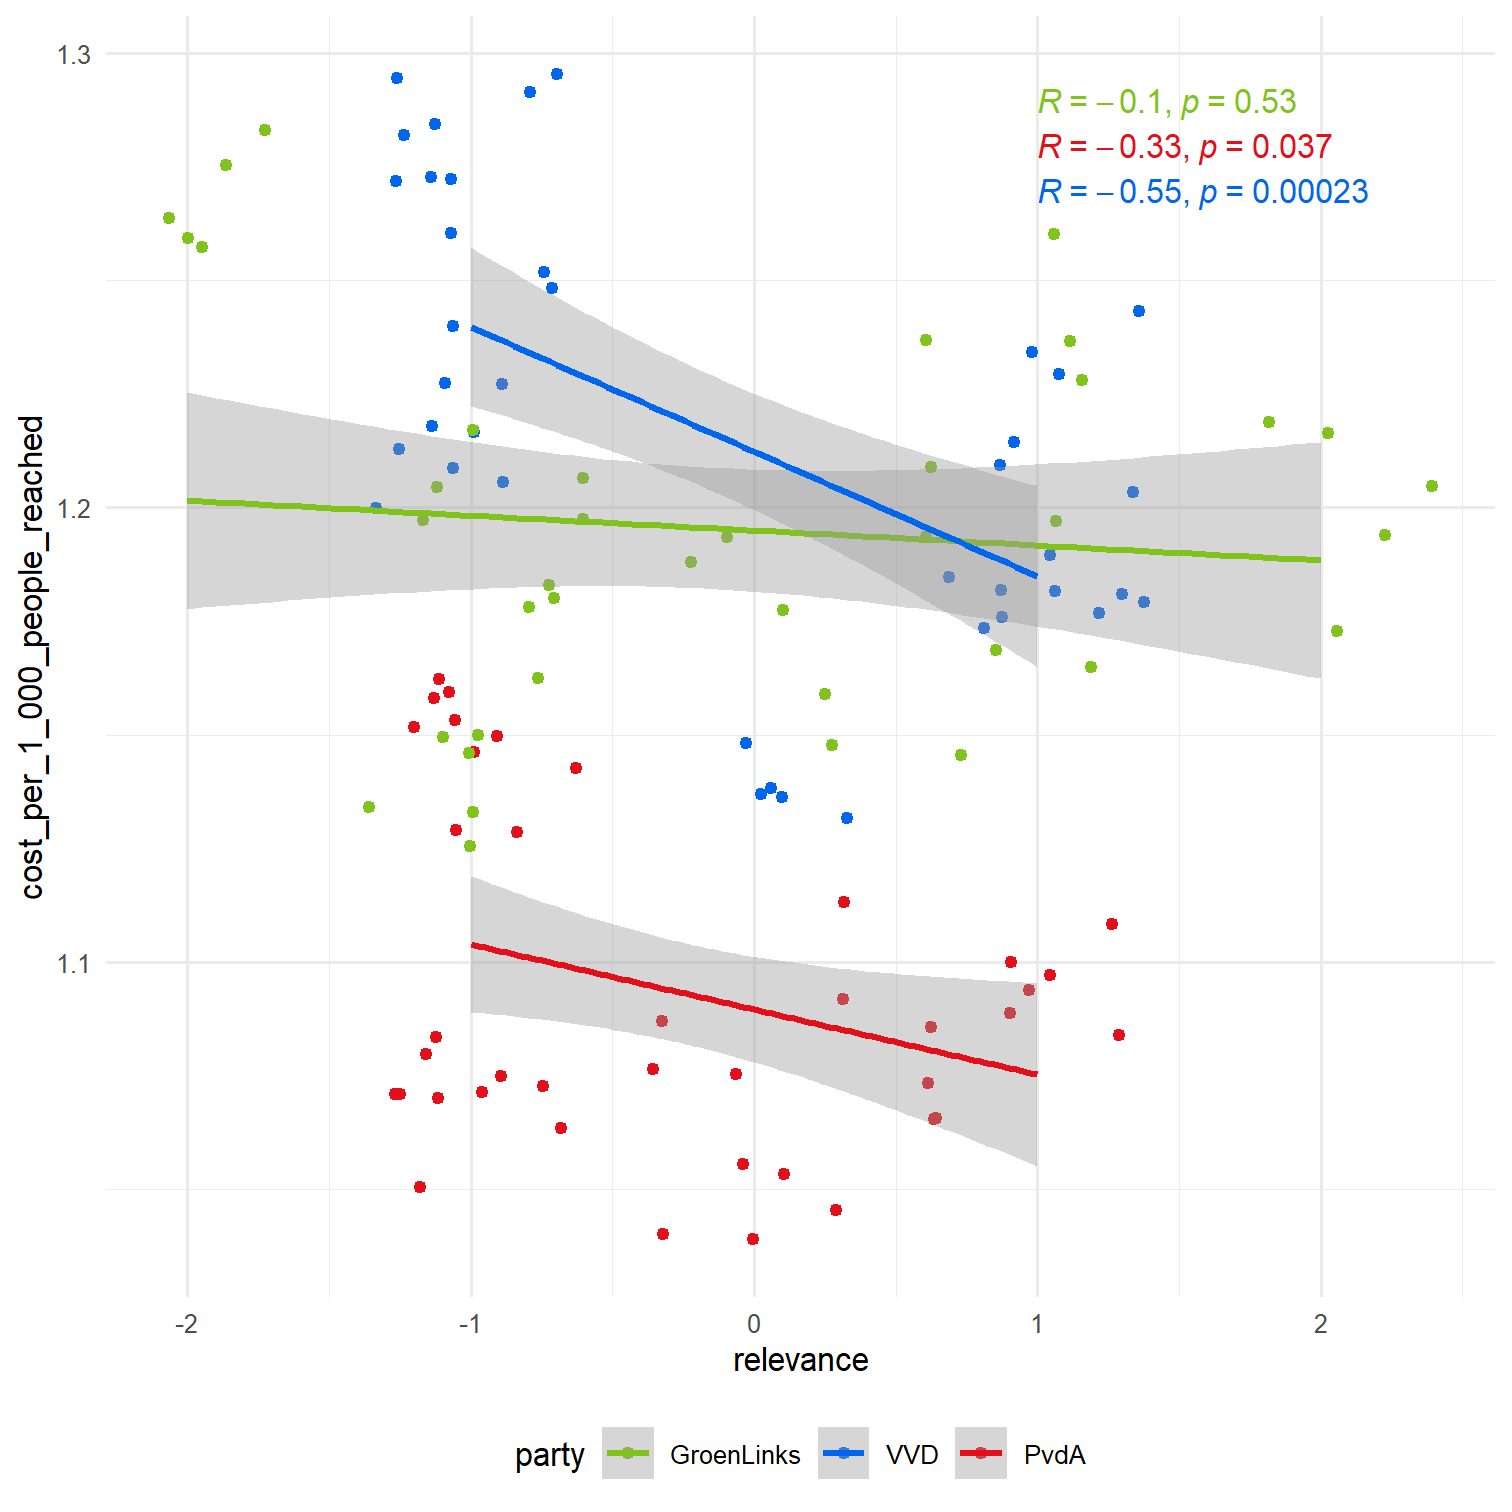 1.3
R = − 0.1, p = 0.53
R = − 0.33, p = 0.037
R = − 0.55, p = 0.00023
1.2
1.1
cost_per_1_000_people_reached
-2 -1 0 1 2
relevance
party GroenLinks VVD PvdA